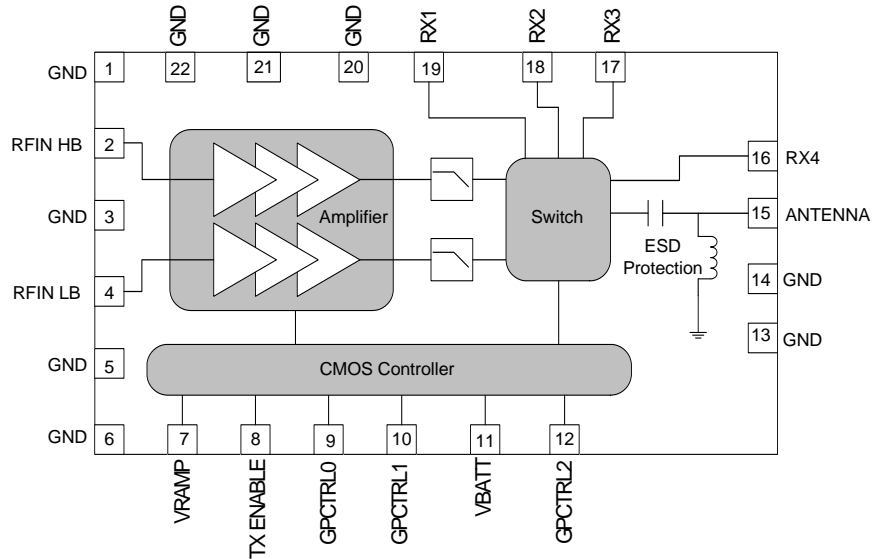 GND
GND
GND
RX1
RX2
RX3
22
21
20
19
18
17
GND
1
RFIN HB
2
GND
3
RFIN LB
4
GND
5
GND
6
Amplifier
Switch
16
RX4
15
ANTENNA
ESD
Protection
14
GND
13
GND
CMOS Controller
7
8
9
10
11
12
VRAMP
TX ENABLE
GPCTRL0
GPCTRL1
VBATT
GPCTRL2